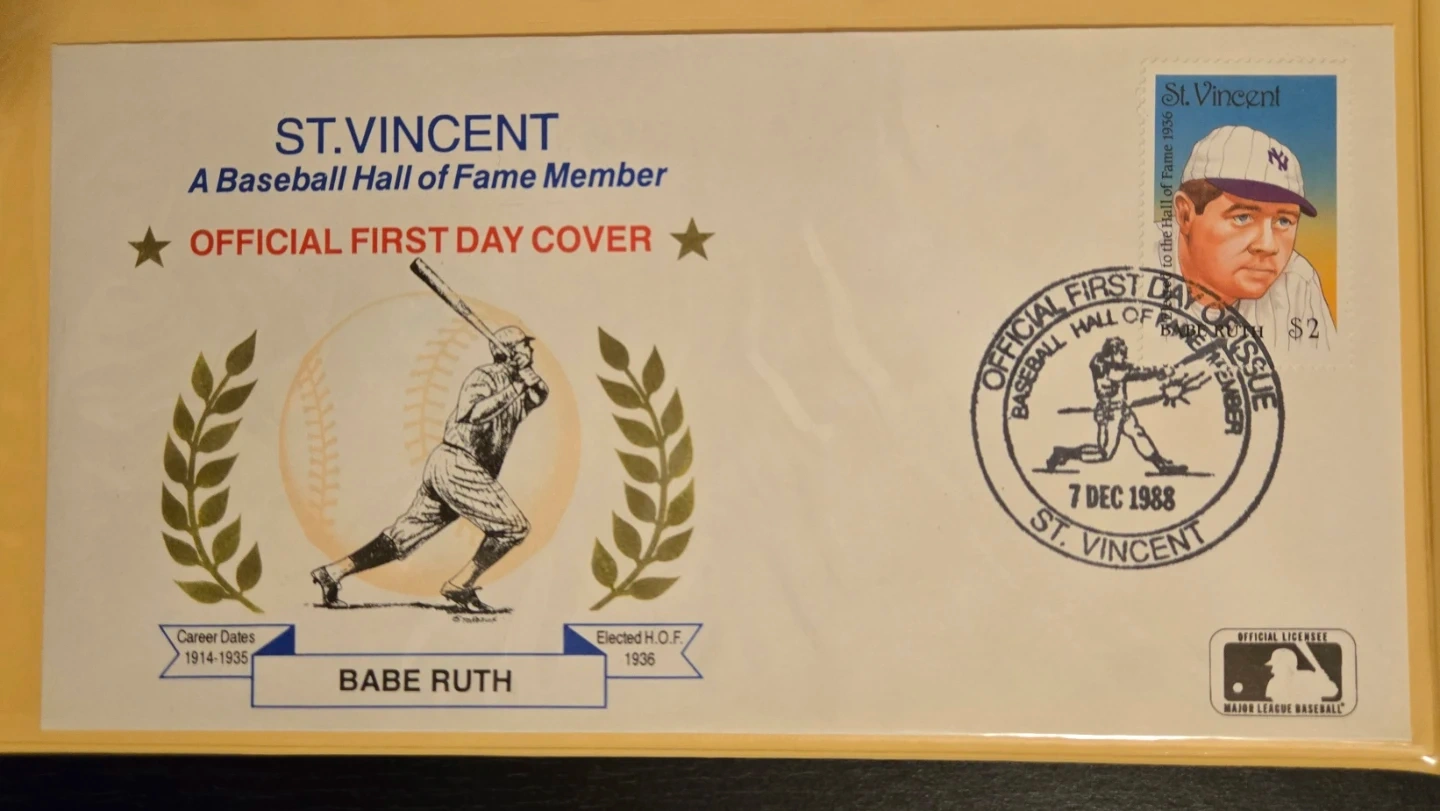 ST.VINCENT
A Baseball Hall of Fame Member
OFFICIAL FIRST DAY COVER
Career Dates
1914-1935
BABE RUTH
Elected H.O.F.
1936
St. Vincent
to the Hall of Fame 1936
BABE RUTH
$2
OFFICIAL FIRST DAY OF ISSUE
BASEBALL HALL OF FAME MEMBER
7 DEC 1988
ST. VINCENT
NY
OFFICIAL LICENSEE
MAJOR LEAGUE BASEBALL